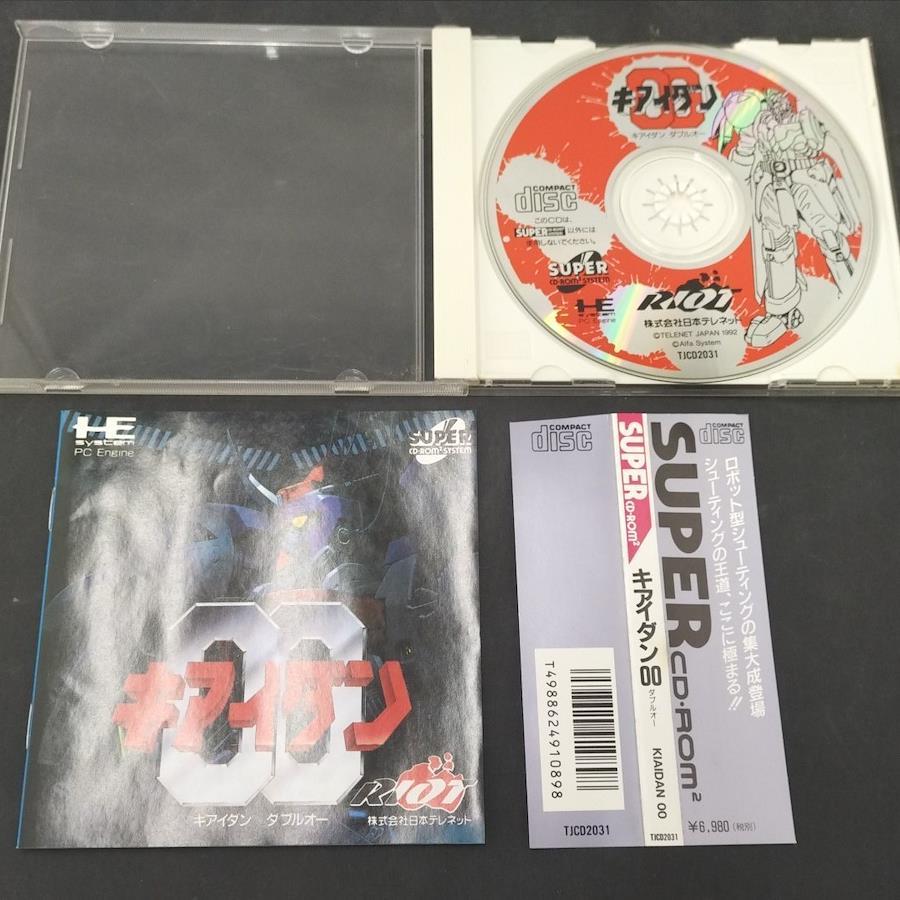 00
キアイダン
キアイダン ダブルオー
COMPACT
disc
このCDは、
SUPER 以外には
使用しないでください。
SUPER
CD-ROM² SYSTEM
HE
system
PC Engine
RIOT
株式会社日本テレネット
©TELENET JAPAN 1992
©Alfa System
TJCD2031
HE
system
PC Engine
SUPER
CD-ROM² SYSTEM
00
キアイダン
RIOT
キアイダン ダブルオー
株式会社日本テレネット
COMPACT
disc
T4988624910898
TJCD2031
SUPER CD-ROM²
キアイダン00
ダブルオー
KIAIDAN 00
TJCD2031
SUPER CD-ROM²
COMPACT
disc
ロボット型シューティングの集大成登場
シューティングの王道、ここに極まる!!
¥6,980(税別)